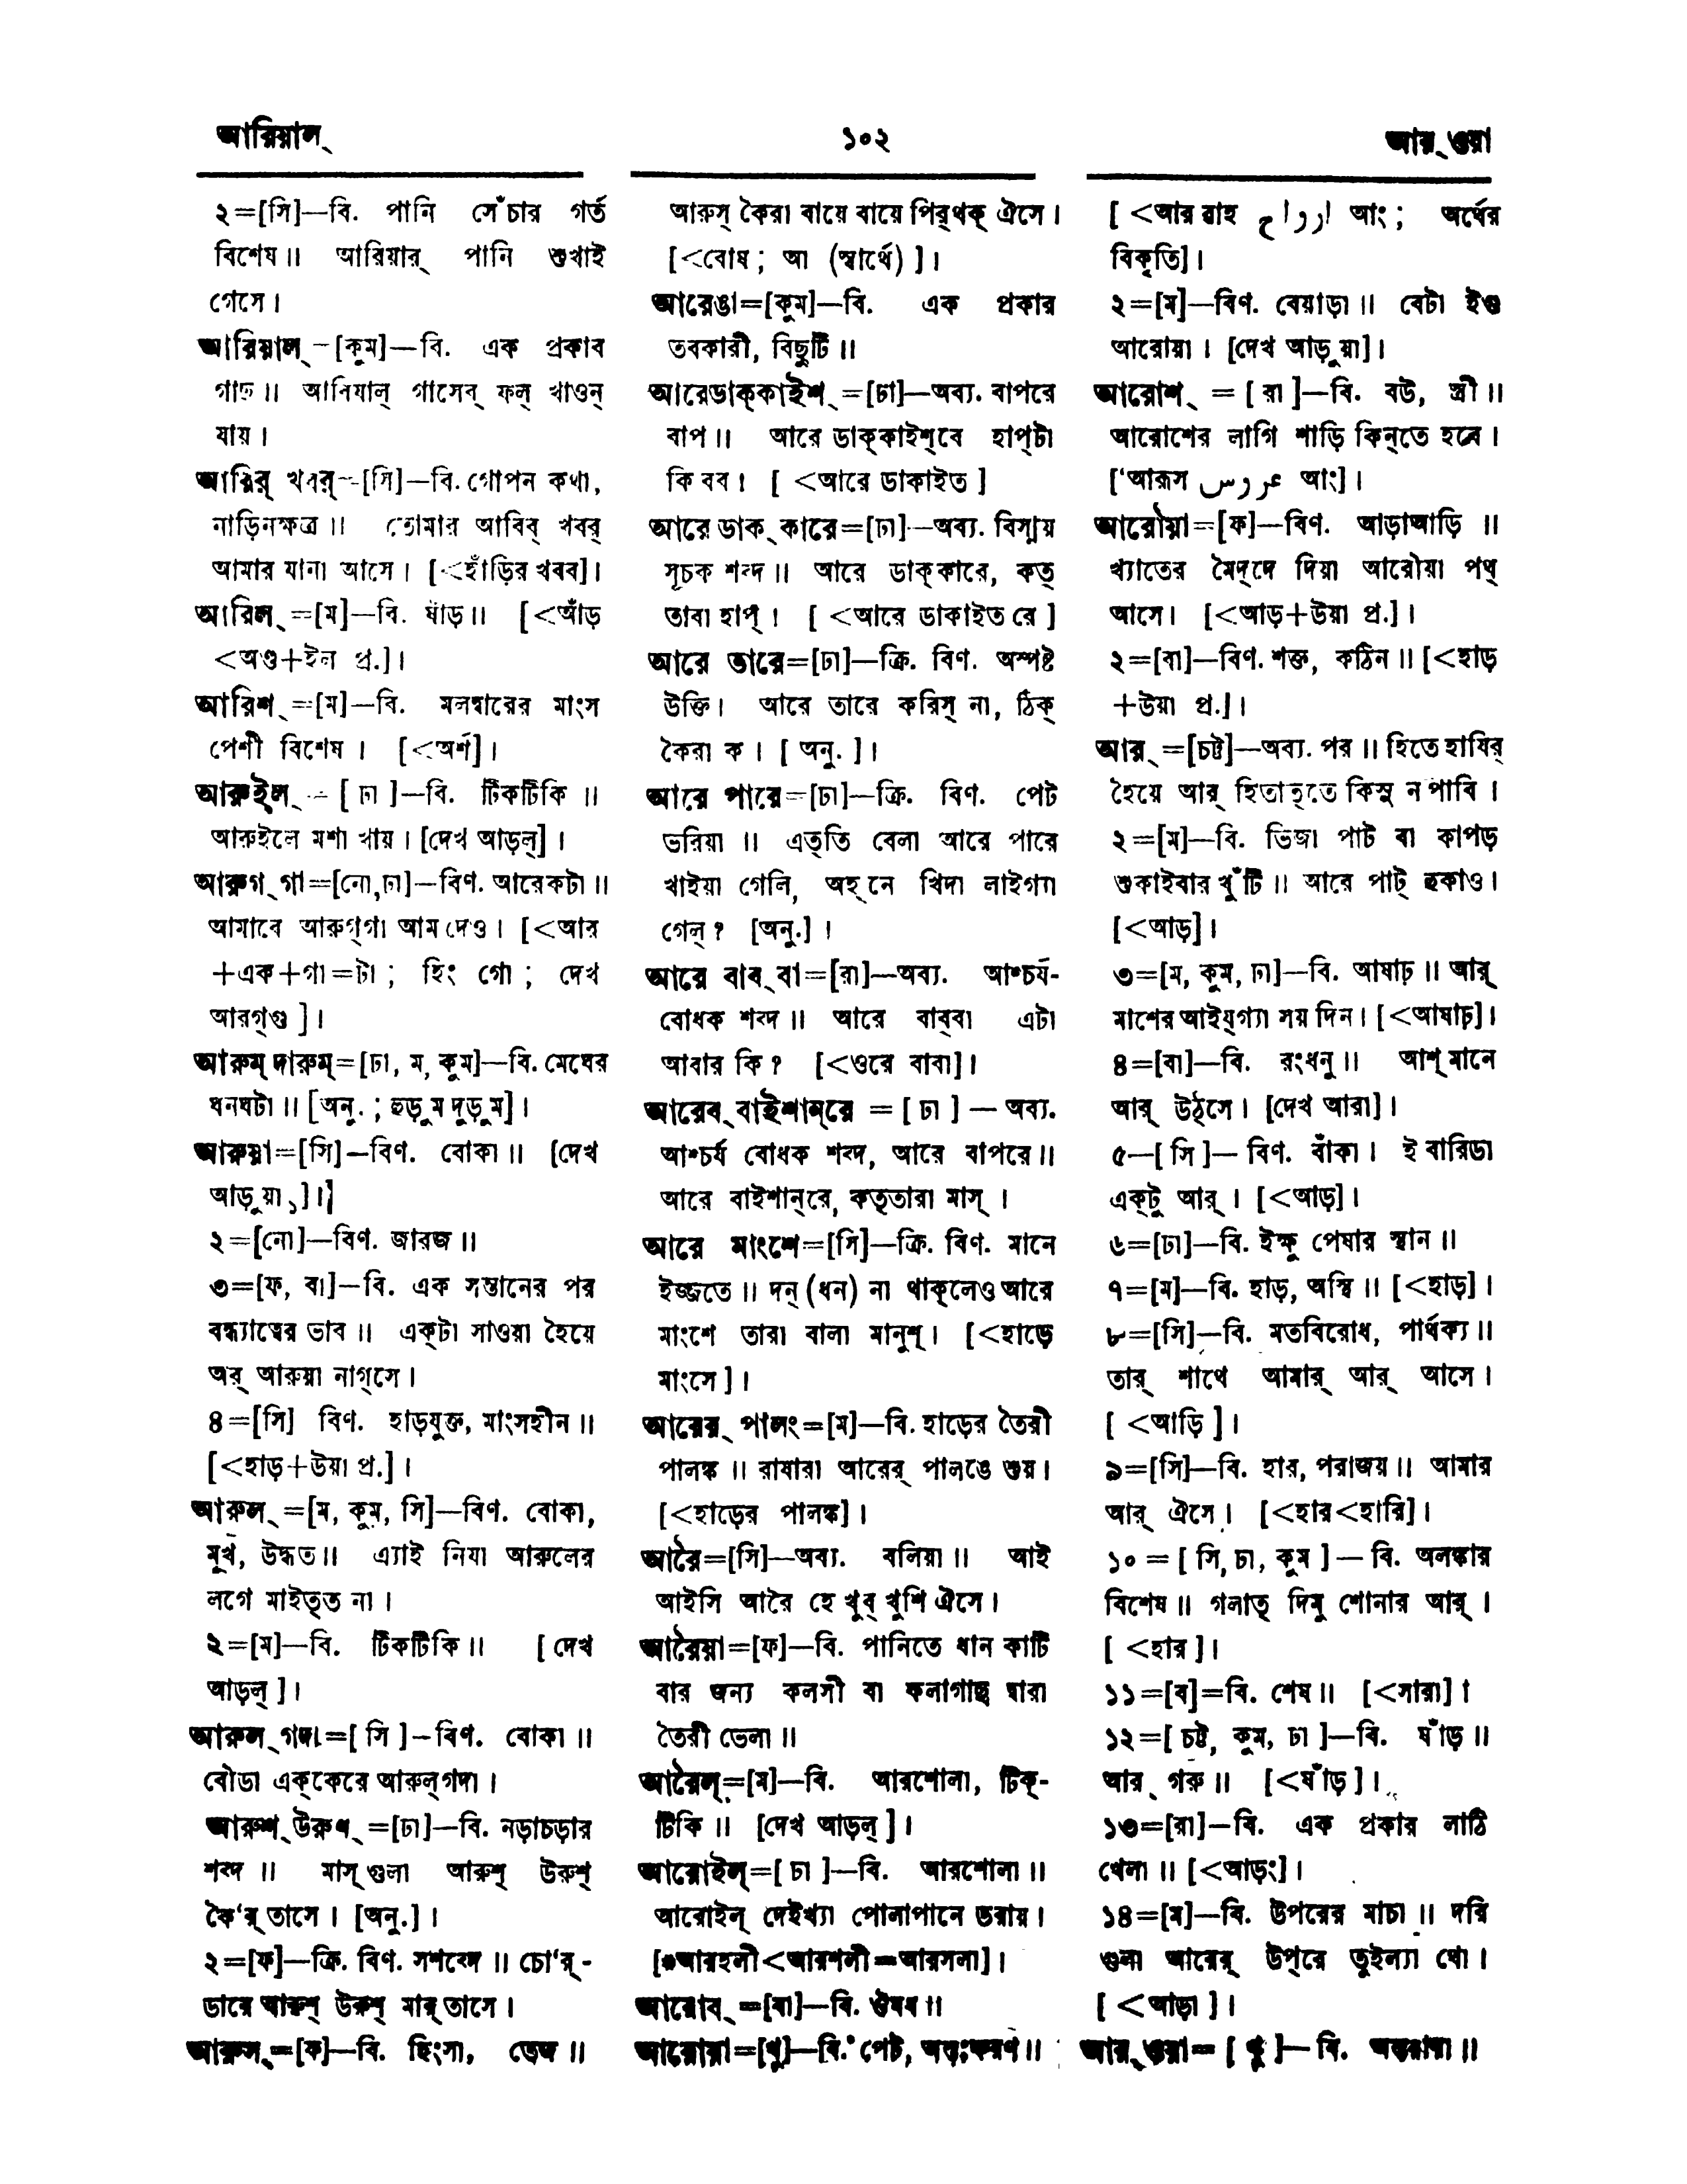 আরিয়াল্
১০২
আর্ওয়া
২=[সি]—বি. পানি সেঁচার গর্ত
বিশেষ॥ আরিয়ার্ পানি শুখাই
গেসে।
আরিয়াল্=[কুম]—বি. এক প্রকাব
গাছ॥ আবিয়াল্ গাসেব্ ফল্ খাওন্
যায়।
আরির্ খবর্=[সি]—বি. গোপন কথা,
নাড়িনক্ষত্র॥ তোমার আবিব্ খবর্
আমার যানা আসে। [<হাঁড়ির খবব]।
আরিল্=[ম]—বি. ষাঁড়॥ [<আঁড়
<অণ্ড+ইল প্র.]।
আরিশ্=[ম]—বি. মলদ্বারের মাংস
পেশী বিশেষ। [<অর্শ]।
আরুইল্=[ ঢা ]—বি. টিকটিকি॥
আরুইলে মশা খায়। [দেখ আড়ল্]।
আরুগ্গা=[নো,ঢা]—বিণ. আরেকটা॥
আমাবে আরুগ্গা আম দেও। [<আর
+এক+গা=টা; হিং গো; দেখ
আরগ্গু ]।
আরুম্ দারুম্=[ঢা, ম, কুম]—বি. মেঘের
ঘনঘটা॥ [অনু.; হুড়ুম দুড়ুম]।
আরুয়া=[সি]—বিণ. বোকা॥ [দেখ
আড়ুয়া১]।
২=[নো]—বিণ. জারজ॥
৩=[ফ, বা]—বি. এক সন্তানের পর
বন্ধ্যাত্বের ভাব॥ একটা সাওয়া হৈয়ে
অর্ আরুয়া নাগ্‌সে।
৪=[সি] বিণ. হাড়যুক্ত, মাংসহীন॥
[<হাড়+উয়া প্র.]।
আরুল্=[ম, কুম, সি]—বিণ. বোকা,
মূর্খ, উদ্ধত॥ এ্যাই নিযা আরুলের
লগে মাইত্ত না।
২=[ম]—বি. টিকটিকি॥ [ দেখ
আড়ল্ ]।
আরুল্ গদ্দা=[ সি ]—বিণ. বোকা॥
বৌডা এক্কেরে আরুল্গদ্দা।
আরুশ্ উরুশ্=[ঢা]—বি. নড়াচড়ার
শব্দ॥ মাস্‌গুলা আরুশ্ উরুশ্
কৈ'র্‌তাসে। [অনু.]।
২=[ফ]—ক্রি. বিণ. সশব্দে॥ চো'র্-
ডারে আরুশ্ উরুশ্ মার্‌তাসে।
আরুস্=[ফ]—বি. হিংসা, তেজ॥
আরুস্ কৈরা বায়ে বায়ে পির্‌থক্ ঐসে।
[<বোষ; আ (স্বার্থে) ]।
আরেঙা=[কুম]—বি. এক প্রকার
তবকারী, বিছুটি॥
আরেডাক্কাইশ্=[ঢা]—অব্য. বাপরে
বাপ॥ আরে ডাক্কাইশ্‌বে হাপ্‌টা
কি বব! [ <আরে ডাকাইত ]
আরে ডাক্‌কারে=[ঢা]—অব্য. বিস্ময়
সূচক শব্দ॥ আরে ডাক্‌কারে, কত্
তাবা হাপ্! [ <আরে ডাকাইত রে ]
আরে তারে=[ঢা]—ক্রি. বিণ. অস্পষ্ট
উক্তি। আরে তারে করিস্ না, ঠিক্
কৈরা ক। [ অনু. ]।
আরে পারে=[ঢা]—ক্রি. বিণ. পেট
ভরিয়া॥ এত্‌তি বেলা আরে পারে
খাইয়া গেলি, অহ্‌নে খিদা লাইগ্যা
গেল্? [অনু.]।
আরে বাব্‌বা=[রা]—অব্য. আশ্চর্য-
বোধক শব্দ॥ আরে বাব্‌বা এটা
আবার কি? [<ওরে বাবা]।
আরেব্ বাইশান্‌রে = [ ঢা ] — অব্য.
আশ্চর্য বোধক শব্দ, আরে বাপরে॥
আরে বাইশান্‌রে, কত্তারা মাস্।
আরে মাংশে=[সি]—ক্রি. বিণ. মানে
ইজ্জতে॥ দন্ (ধন) না থাক্‌লেও আরে
মাংশে তারা বালা মানুশ্। [<হাড়ে
মাংসে ]।
আরের্ পালং=[ম]—বি. হাড়ের তৈরী
পালঙ্ক॥ রাযারা আরের্ পালঙে শুয়।
[<হাড়ের পালঙ্ক]।
আরৈ=[সি]—অব্য. বলিয়া॥ আই
আইসি আরৈ হে খুব্ খুশি ঐসে।
আরৈয়া=[ফ]—বি. পানিতে ধান কাটি
বার জন্য কলসী বা কলাগাছ দ্বারা
তৈরী ভেলা॥
আরৈল্=[ম]—বি. আরশোলা, টিক্-
টিকি॥ [দেখ আড়ল্ ]।
আরোইল্=[ ঢা ]—বি. আরশোলা॥
আরোইল্ দেইখ্যা পোলাপানে ডরায়।
[*আরহলী<আরশলী=আরসলা]।
আরোব্=[বা]—বি. ঔষধ॥
আরোয়া=[খু]—বি. পেট, অন্তঃকরণ॥
[ <আর ৱাহ ارواح আং; অর্থের
বিকৃতি]।
২=[ম]—বিণ. বেয়াড়া॥ বেটা ইণ্ড
আরোয়া। [দেখ আড়ুয়া]।
আরোশ্ = [ রা ]—বি. বউ, স্ত্রী॥
আরোশের লাগি শাড়ি কিন্‌তে হবে।
['আরূস عروس আং]।
আরৌয়া=[ফ]—বিণ. আড়াআড়ি॥
খ্যাতের মৈদ্‌দে দিয়া আরৌয়া পথ্
আসে। [<আড়+উয়া প্র.]।
২=[বা]—বিণ. শক্ত, কঠিন॥ [<হাড়
+উয়া প্র.]।
আর্=[চট্ট]—অব্য. পর॥ হিতে হাযির্
হৈয়ে আর্ হিতাত্‌তে কিস্সু ন পাবি।
২=[ম]—বি. ভিজা পাট বা কাপড়
শুকাইবার খুঁটি॥ আরে পাট্ হুকাও।
[<আড়]।
৩=[ম, কুম, ঢা]—বি. আষাঢ়॥ আর্
মাশের আইয্‌গ্যা সয় দিন। [<আষাঢ়]।
৪=[বা]—বি. রংধনু॥ আশ্‌মানে
আর্ উঠ্‌সে। [দেখ আরা]।
৫—[ সি ]— বিণ. বাঁকা। ই বারিডা
একটু আর্। [<আড়]।
৬=[ঢা]—বি. ইক্ষু পেষার স্থান॥
৭=[ম]—বি. হাড়, অস্থি॥ [<হাড়]।
৮=[সি]—বি. মতবিরোধ, পার্থক্য॥
তার্ শাথে আমার্ আর্ আসে।
[ <আড়ি ]।
৯=[সি]—বি. হার, পরাজয়॥ আমার
আর্ ঐসে। [<হার<হারি]।
১০ = [ সি, ঢা, কুম ] — বি. অলঙ্কার
বিশেষ॥ গলাত্ দিমু শোনার আর্।
[ <হার ]।
১১=[ব]=বি. শেষ॥ [<সারা]।
১২=[ চট্ট, কুম, ঢা ]—বি. ষাঁড়॥
আর্ গরু॥ [<ষাঁড় ]।
১৩=[রা]—বি. এক প্রকার লাঠি
খেলা॥ [<আড়ং]।
১৪=[ম]—বি. উপরের মাচা॥ দরি
গুলা আরের্ উপ্‌রে তুইল্যা থো।
[ <আড়া ]।
আর্ওয়া= [ খু ]— বি. অন্তরাত্মা॥